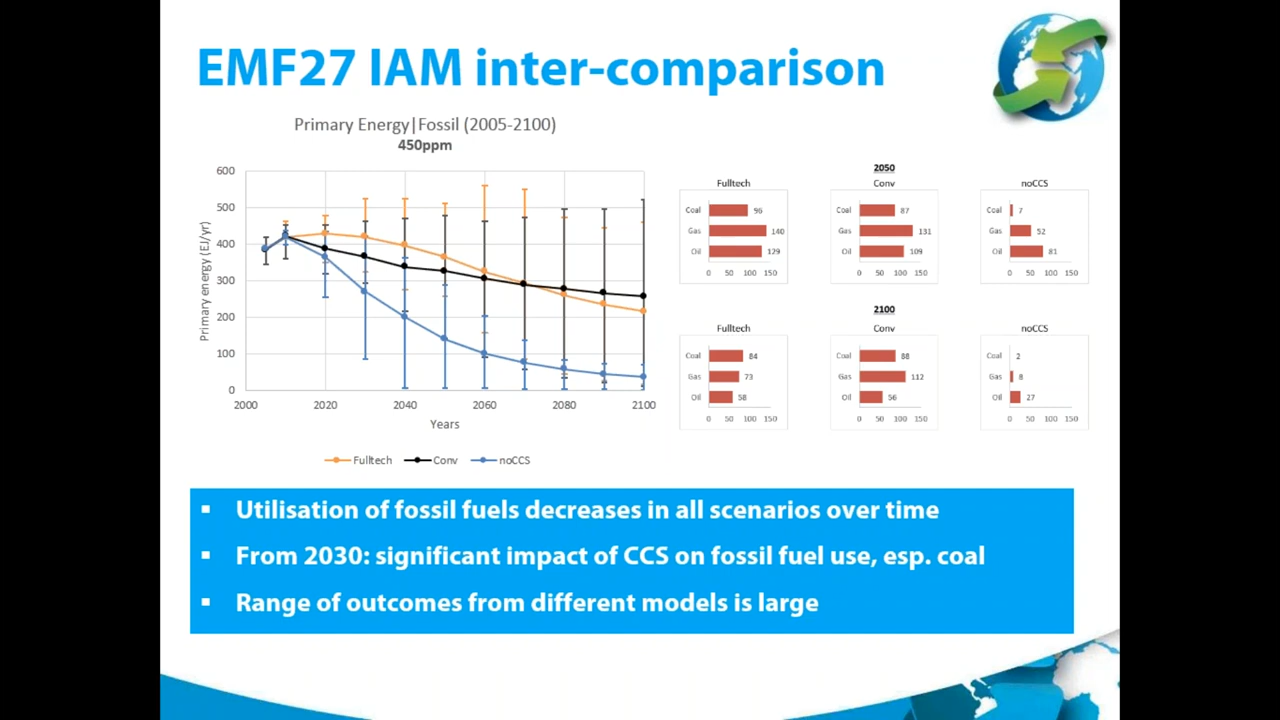 EMF27 IAM inter-comparison
Primary Energy|Fossil (2005-2100)
450ppm
600
500
400
300
200
100
0
Primary energy (EJ/yr)
2000 2020 2040 2060 2080 2100
Years
Fulltech Conv noCCS
2050
Fulltech Conv noCCS
Coal 96 Coal 87 Coal 7
Gas 140 Gas 131 Gas 52
Oil 129 Oil 109 Oil 81
0 50 100 150 0 50 100 150 0 50 100 150
2100
Fulltech Conv noCCS
Coal 84 Coal 88 Coal 2
Gas 73 Gas 112 Gas 8
Oil 58 Oil 56 Oil 27
0 50 100 150 0 50 100 150 0 50 100 150
▪ Utilisation of fossil fuels decreases in all scenarios over time
▪ From 2030: significant impact of CCS on fossil fuel use, esp. coal
▪ Range of outcomes from different models is large